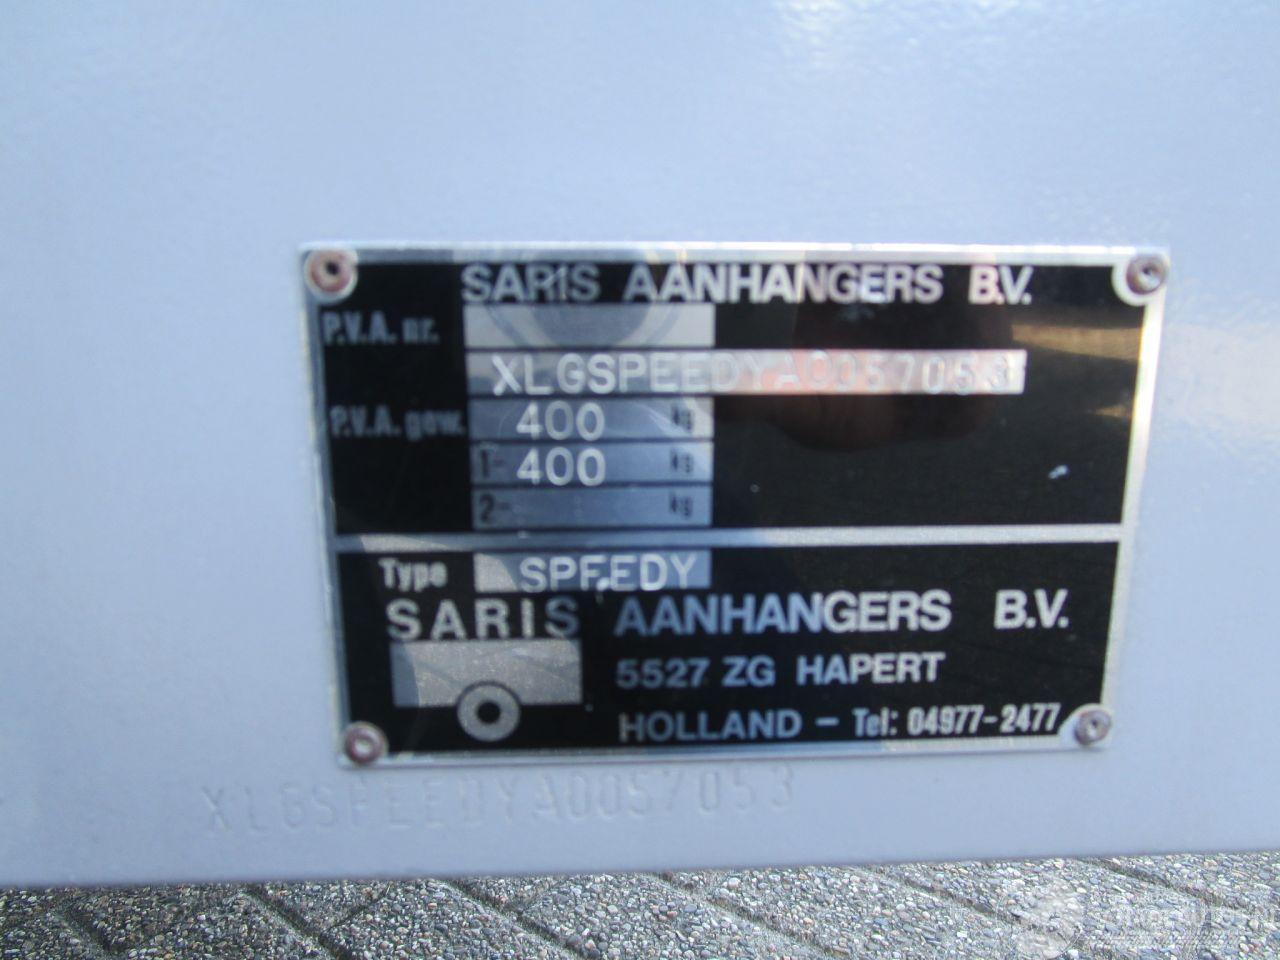 SARIS AANHANGERS B.V.
P.V.A. nr.
XLGSPEEDYA0057053
P.V.A. gew. 400 kg
1- 400 kg
2- kg
Type SPEEDY
SARIS AANHANGERS B.V.
5527 ZG HAPERT
HOLLAND - Tel: 04977-2477
XLGSPEEDYA0057053